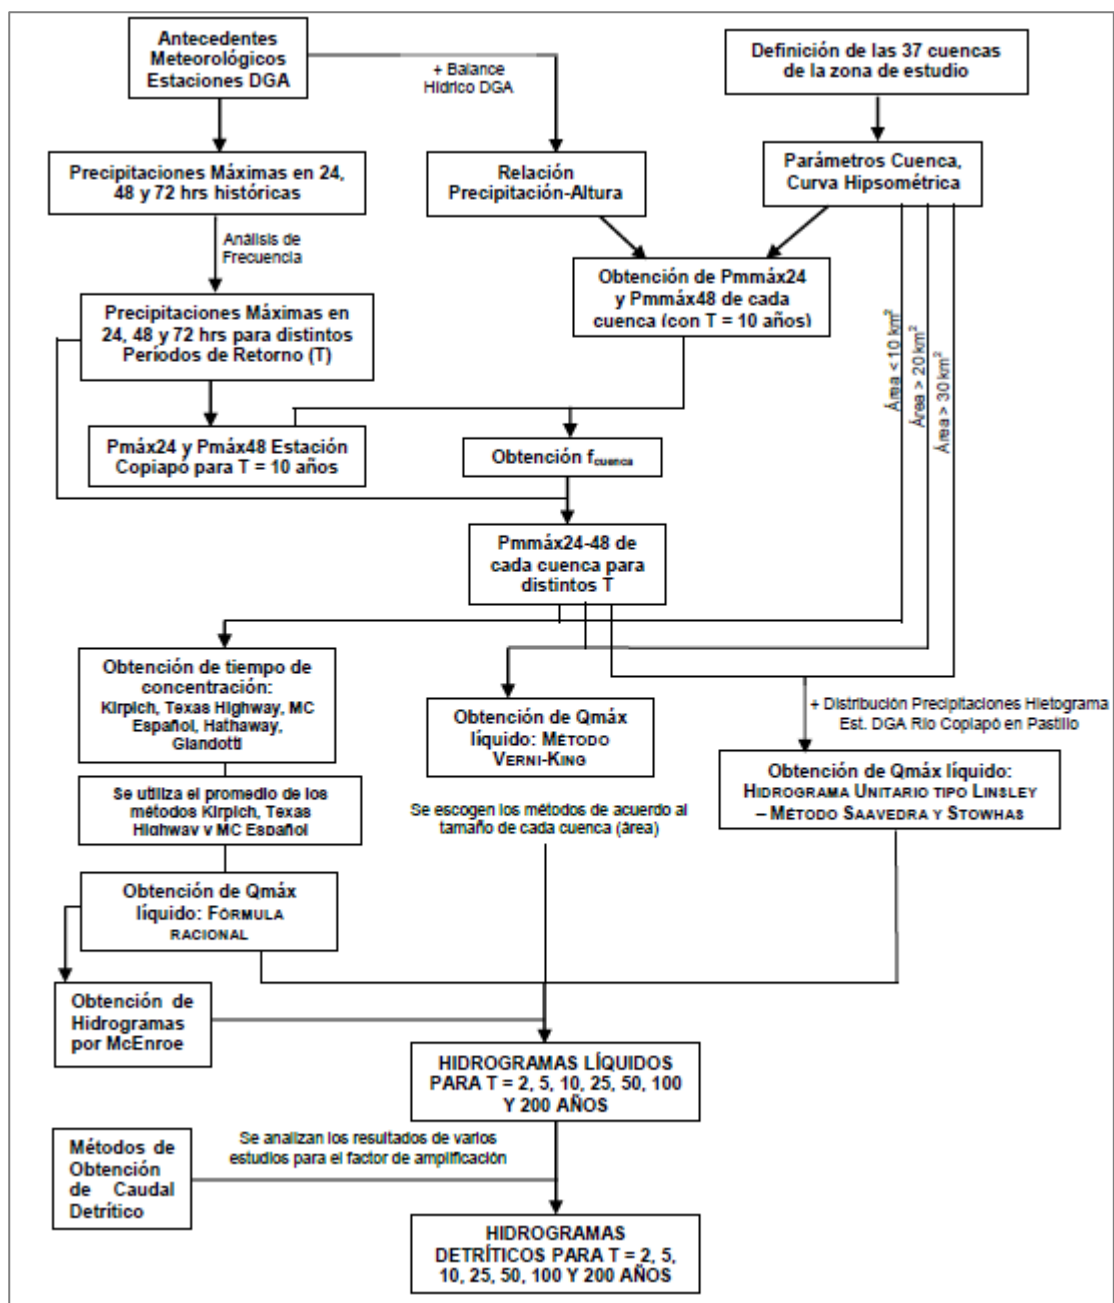 Antecedentes
Meteorológicos
Estaciones DGA
+ Balance
Hídrico DGA
Definición de las 37 cuencas
de la zona de estudio
Precipitaciones Máximas en 24,
48 y 72 hrs históricas
Relación
Precipitación-Altura
Parámetros Cuenca,
Curva Hipsométrica
Análisis de
Frecuencia
Obtención de Pmmáx24
y Pmmáx48 de cada
cuenca (con T = 10 años)
Precipitaciones Máximas en
24, 48 y 72 hrs para distintos
Períodos de Retorno (T)
Área < 10 km²
Área > 20 km²
Área > 30 km²
Pmáx24 y Pmáx48 Estación
Copiapó para T = 10 años
Obtención fcuenca
Pmmáx24-48 de
cada cuenca para
distintos T
Obtención de tiempo de
concentración:
Kirpich, Texas Highway, MC
Español, Hathaway,
Giandotti
Obtención de Qmáx
líquido: MÉTODO
VERNI-KING
+ Distribución Precipitaciones Hietograma
Est. DGA Río Copiapó en Pastillo
Obtención de Qmáx líquido:
HIDROGRAMA UNITARIO TIPO LINSLEY
– MÉTODO SAAVEDRA Y STOWHAS
Se utiliza el promedio de los
métodos Kirpich, Texas
Highway y MC Español
Se escogen los métodos de acuerdo al
tamaño de cada cuenca (área)
Obtención de Qmáx
líquido: FÓRMULA
RACIONAL
Obtención de
Hidrogramas
por McEnroe
HIDROGRAMAS LÍQUIDOS
PARA T = 2, 5, 10, 25, 50, 100
Y 200 AÑOS
Métodos de
Obtención
de Caudal
Detrítico
Se analizan los resultados de varios
estudios para el factor de amplificación
HIDROGRAMAS
DETRÍTICOS PARA T = 2, 5,
10, 25, 50, 100 Y 200 AÑOS